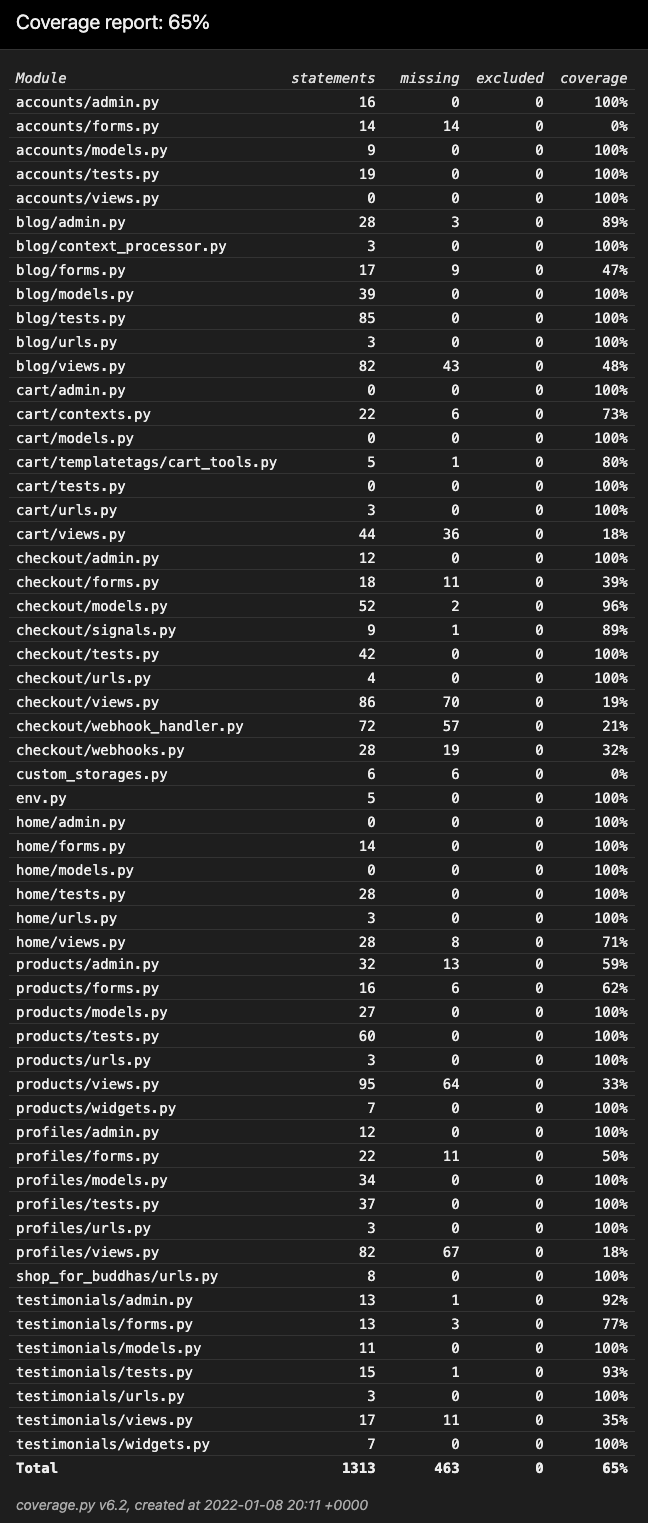 Coverage report: 65%
Module statements missing excluded coverage
accounts/admin.py 16 0 0 100%
accounts/forms.py 14 14 0 0%
accounts/models.py 9 0 0 100%
accounts/tests.py 19 0 0 100%
accounts/views.py 0 0 0 100%
blog/admin.py 28 3 0 89%
blog/context_processor.py 3 0 0 100%
blog/forms.py 17 9 0 47%
blog/models.py 39 0 0 100%
blog/tests.py 85 0 0 100%
blog/urls.py 3 0 0 100%
blog/views.py 82 43 0 48%
cart/admin.py 0 0 0 100%
cart/contexts.py 22 6 0 73%
cart/models.py 0 0 0 100%
cart/templatetags/cart_tools.py 5 1 0 80%
cart/tests.py 0 0 0 100%
cart/urls.py 3 0 0 100%
cart/views.py 44 36 0 18%
checkout/admin.py 12 0 0 100%
checkout/forms.py 18 11 0 39%
checkout/models.py 52 2 0 96%
checkout/signals.py 9 1 0 89%
checkout/tests.py 42 0 0 100%
checkout/urls.py 4 0 0 100%
checkout/views.py 86 70 0 19%
checkout/webhook_handler.py 72 57 0 21%
checkout/webhooks.py 28 19 0 32%
custom_storages.py 6 6 0 0%
env.py 5 0 0 100%
home/admin.py 0 0 0 100%
home/forms.py 14 0 0 100%
home/models.py 0 0 0 100%
home/tests.py 28 0 0 100%
home/urls.py 3 0 0 100%
home/views.py 28 8 0 71%
products/admin.py 32 13 0 59%
products/forms.py 16 6 0 62%
products/models.py 27 0 0 100%
products/tests.py 60 0 0 100%
products/urls.py 3 0 0 100%
products/views.py 95 64 0 33%
products/widgets.py 7 0 0 100%
profiles/admin.py 12 0 0 100%
profiles/forms.py 22 11 0 50%
profiles/models.py 34 0 0 100%
profiles/tests.py 37 0 0 100%
profiles/urls.py 3 0 0 100%
profiles/views.py 82 67 0 18%
shop_for_buddhas/urls.py 8 0 0 100%
testimonials/admin.py 13 1 0 92%
testimonials/forms.py 13 3 0 77%
testimonials/models.py 11 0 0 100%
testimonials/tests.py 15 1 0 93%
testimonials/urls.py 3 0 0 100%
testimonials/views.py 17 11 0 35%
testimonials/widgets.py 7 0 0 100%
Total 1313 463 0 65%
coverage.py v6.2, created at 2022-01-08 20:11 +0000